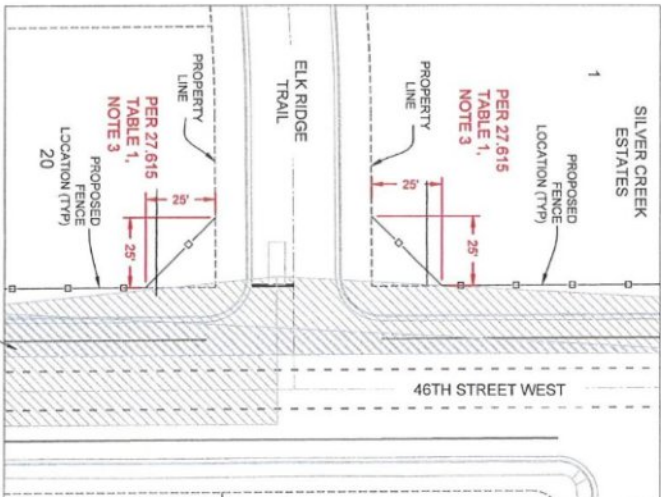 SILVER CREEK
ESTATES
1
PROPOSED
FENCE
LOCATION (TYP)
PER 27.615
TABLE 1,
NOTE 3
25'
25'
PROPERTY
LINE
ELK RIDGE
TRAIL
PROPERTY
LINE
PER 27.615
TABLE 1,
NOTE 3
25'
25'
PROPOSED
FENCE
LOCATION (TYP)
20
46TH STREET WEST